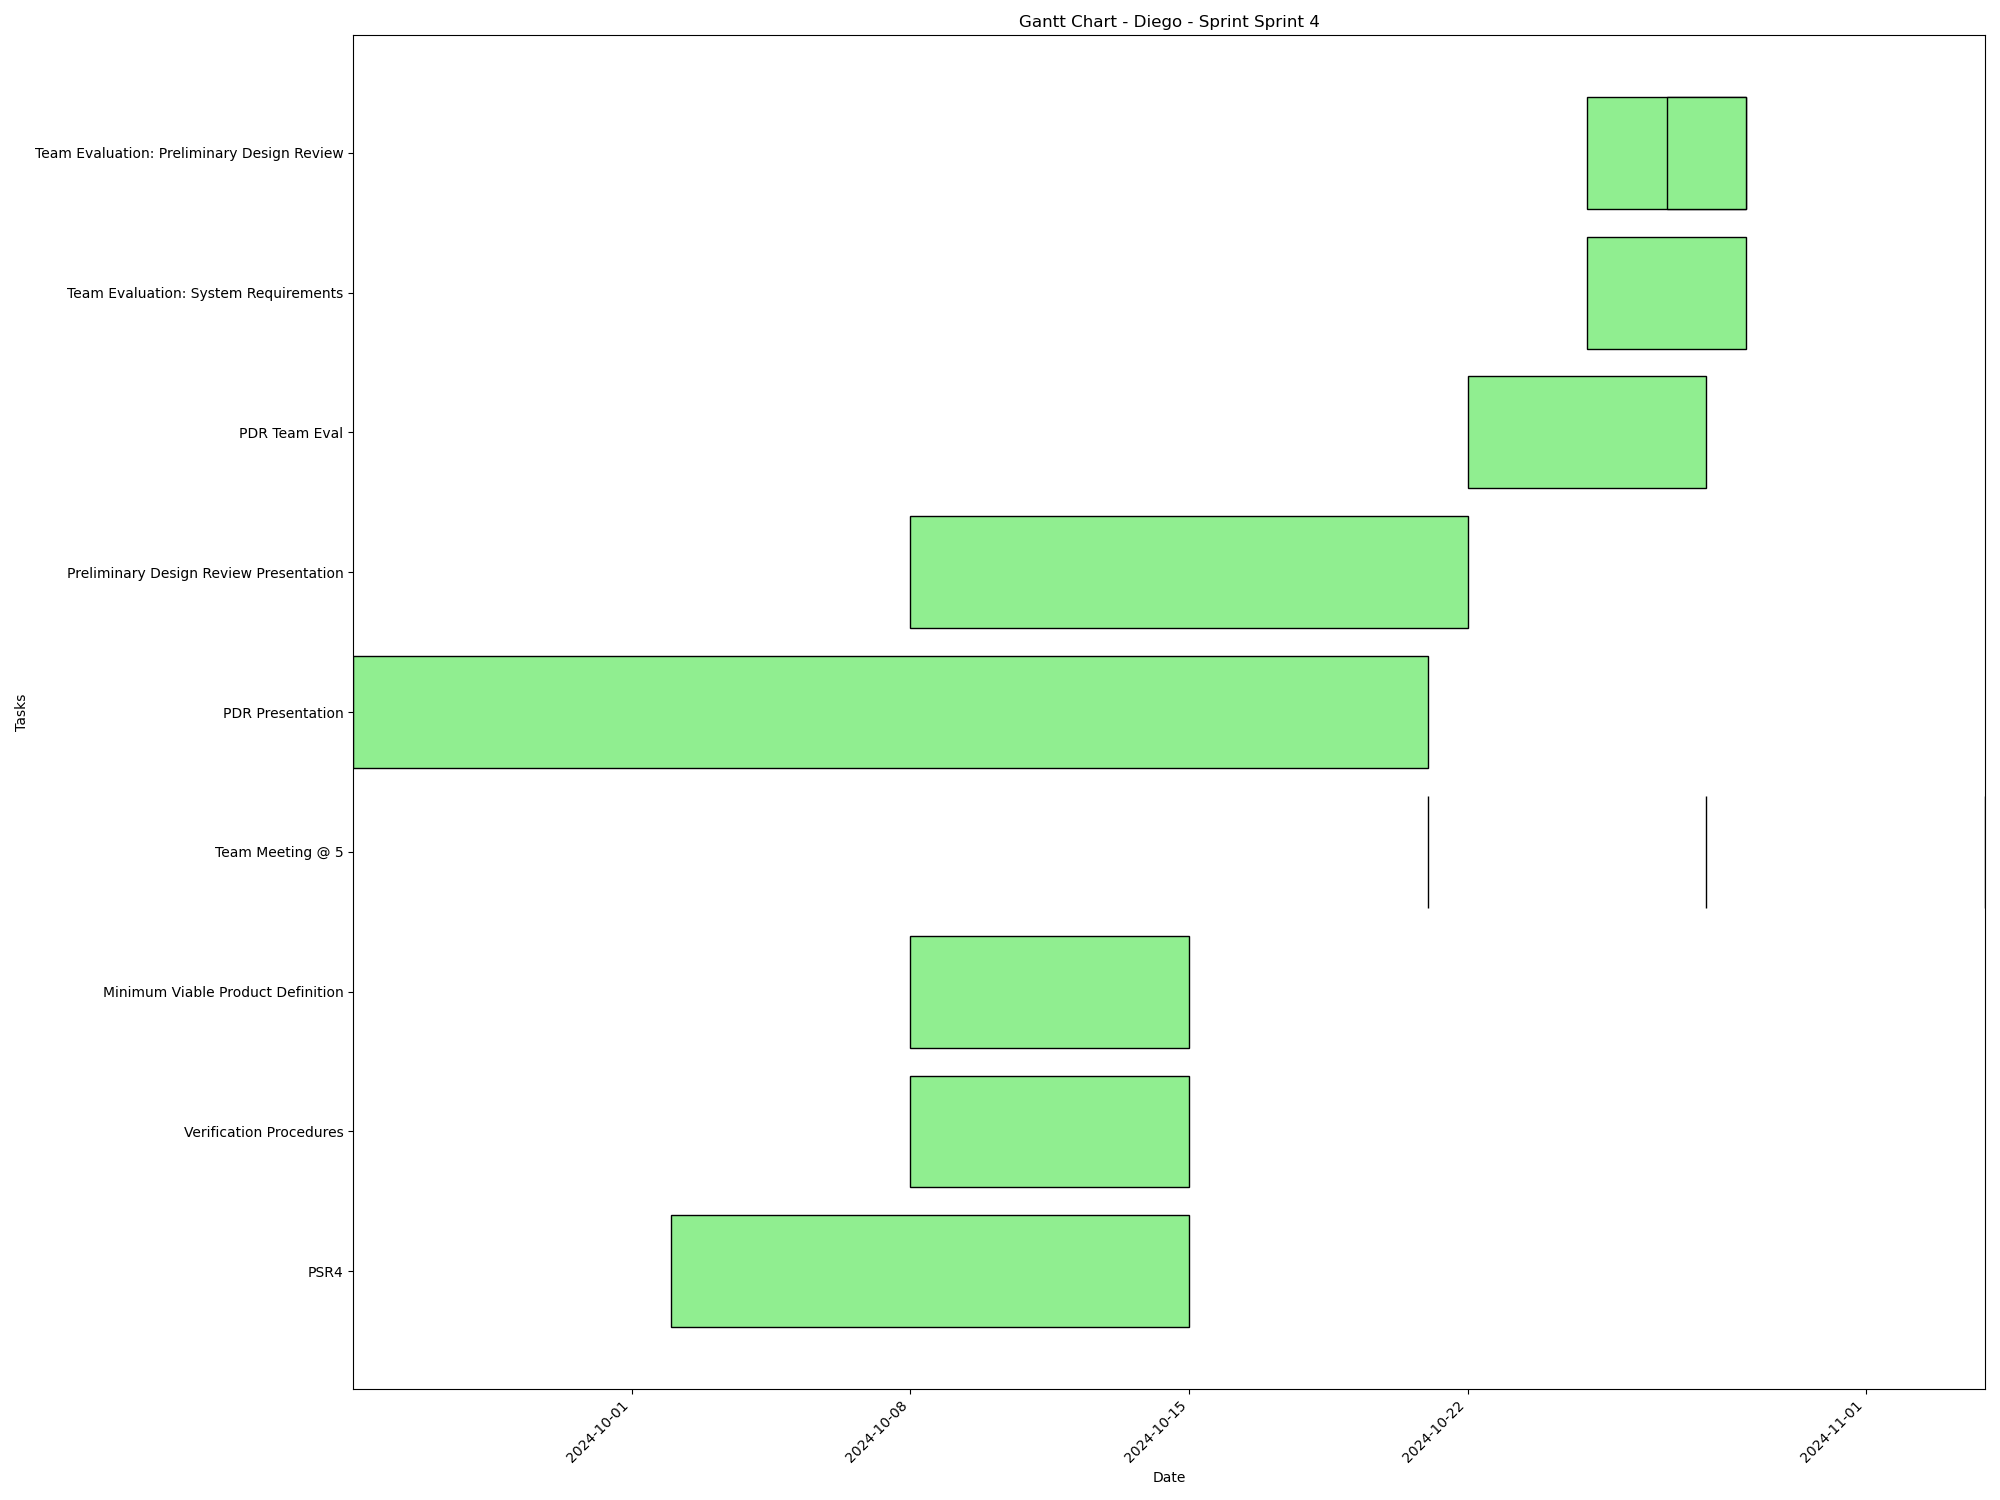 Gantt Chart - Diego - Sprint Sprint 4
Team Evaluation: Preliminary Design Review
Team Evaluation: System Requirements
PDR Team Eval
Preliminary Design Review Presentation
PDR Presentation
Team Meeting @ 5
Minimum Viable Product Definition
Verification Procedures
PSR4
Tasks
2024-10-01
2024-10-08
2024-10-15
2024-10-22
2024-11-01
Date